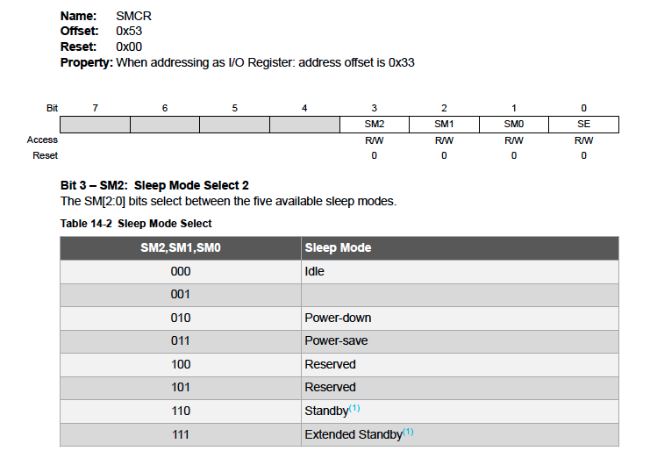 Name: SMCR
Offset: 0x53
Reset: 0x00
Property: When addressing as I/O Register: address offset is 0x33
Bit 7 6 5 4 3 2 1 0
SM2 SM1 SM0 SE
Access R/W R/W R/W R/W
Reset 0 0 0 0
Bit 3 – SM2: Sleep Mode Select 2
The SM[2:0] bits select between the five available sleep modes.
Table 14-2 Sleep Mode Select
SM2,SM1,SM0 Sleep Mode
000 Idle
001
010 Power-down
011 Power-save
100 Reserved
101 Reserved
110 Standby(1)
111 Extended Standby(1)